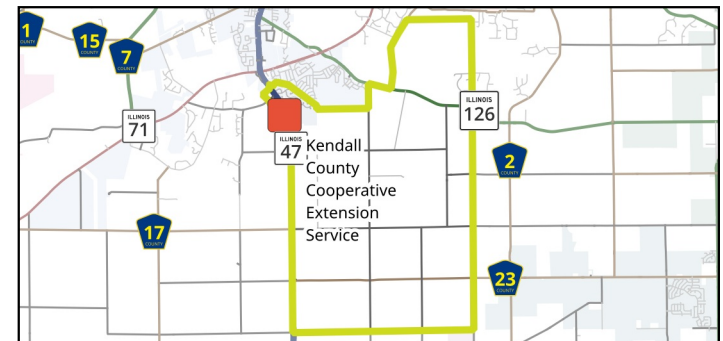 1
COUNTY
15
COUNTY
7
COUNTY
ILLINOIS
71
ILLINOIS
126
ILLINOIS
47
Kendall
County
Cooperative
Extension
Service
2
COUNTY
17
COUNTY
23
COUNTY